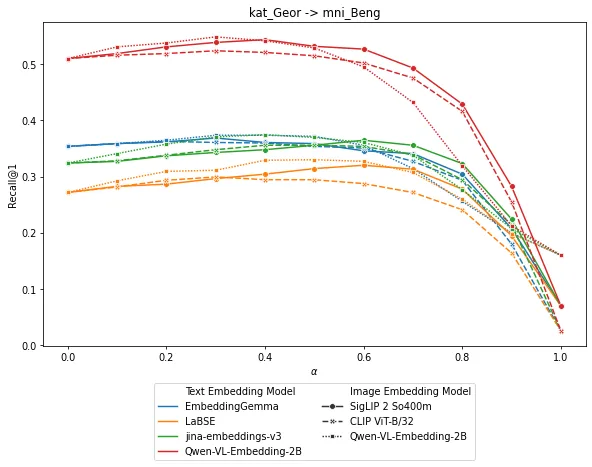 kat_Geor -> mni_Beng
Recall@1
0.5
0.4
0.3
0.2
0.1
0.0
0.0 0.2 0.4 0.6 0.8 1.0
α
Text Embedding Model
EmbeddingGemma
LaBSE
jina-embeddings-v3
Qwen-VL-Embedding-2B
Image Embedding Model
SigLIP 2 So400m
CLIP ViT-B/32
Qwen-VL-Embedding-2B